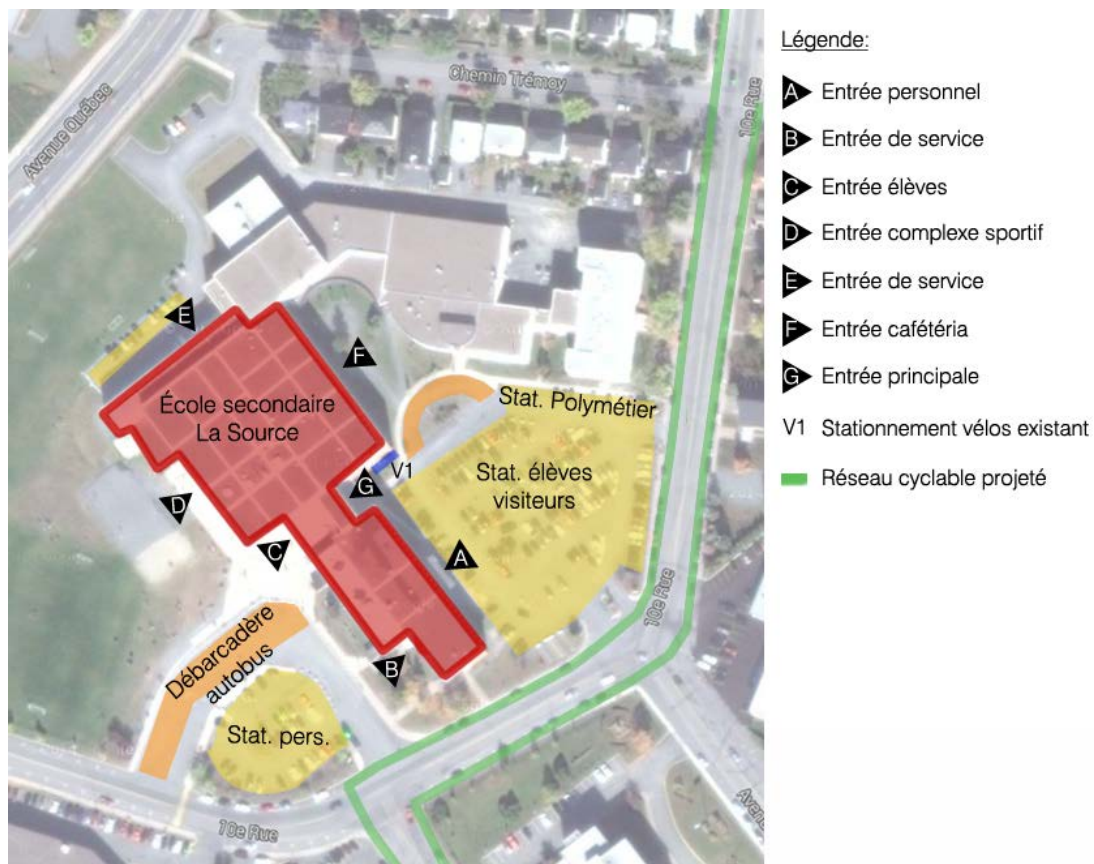 Légende:
A Entrée personnel
B Entrée de service
C Entrée élèves
D Entrée complexe sportif
E Entrée de service
F Entrée cafétéria
G Entrée principale
V1 Stationnement vélos existant
Réseau cyclable projeté
Chemin Trémoy
Avenue Québec
10e Rue
E
F
École secondaire
La Source
Stat. Polymétier
V1
Stat. élèves
visiteurs
G
D
C
A
10e Rue
Débarcadère
autobus
B
Stat. pers.
10e Rue
Av